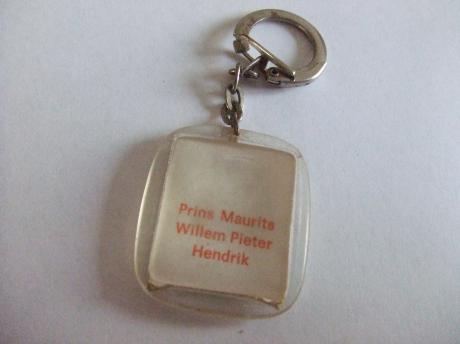 Prins Maurits
Willem Pieter
Hendrik